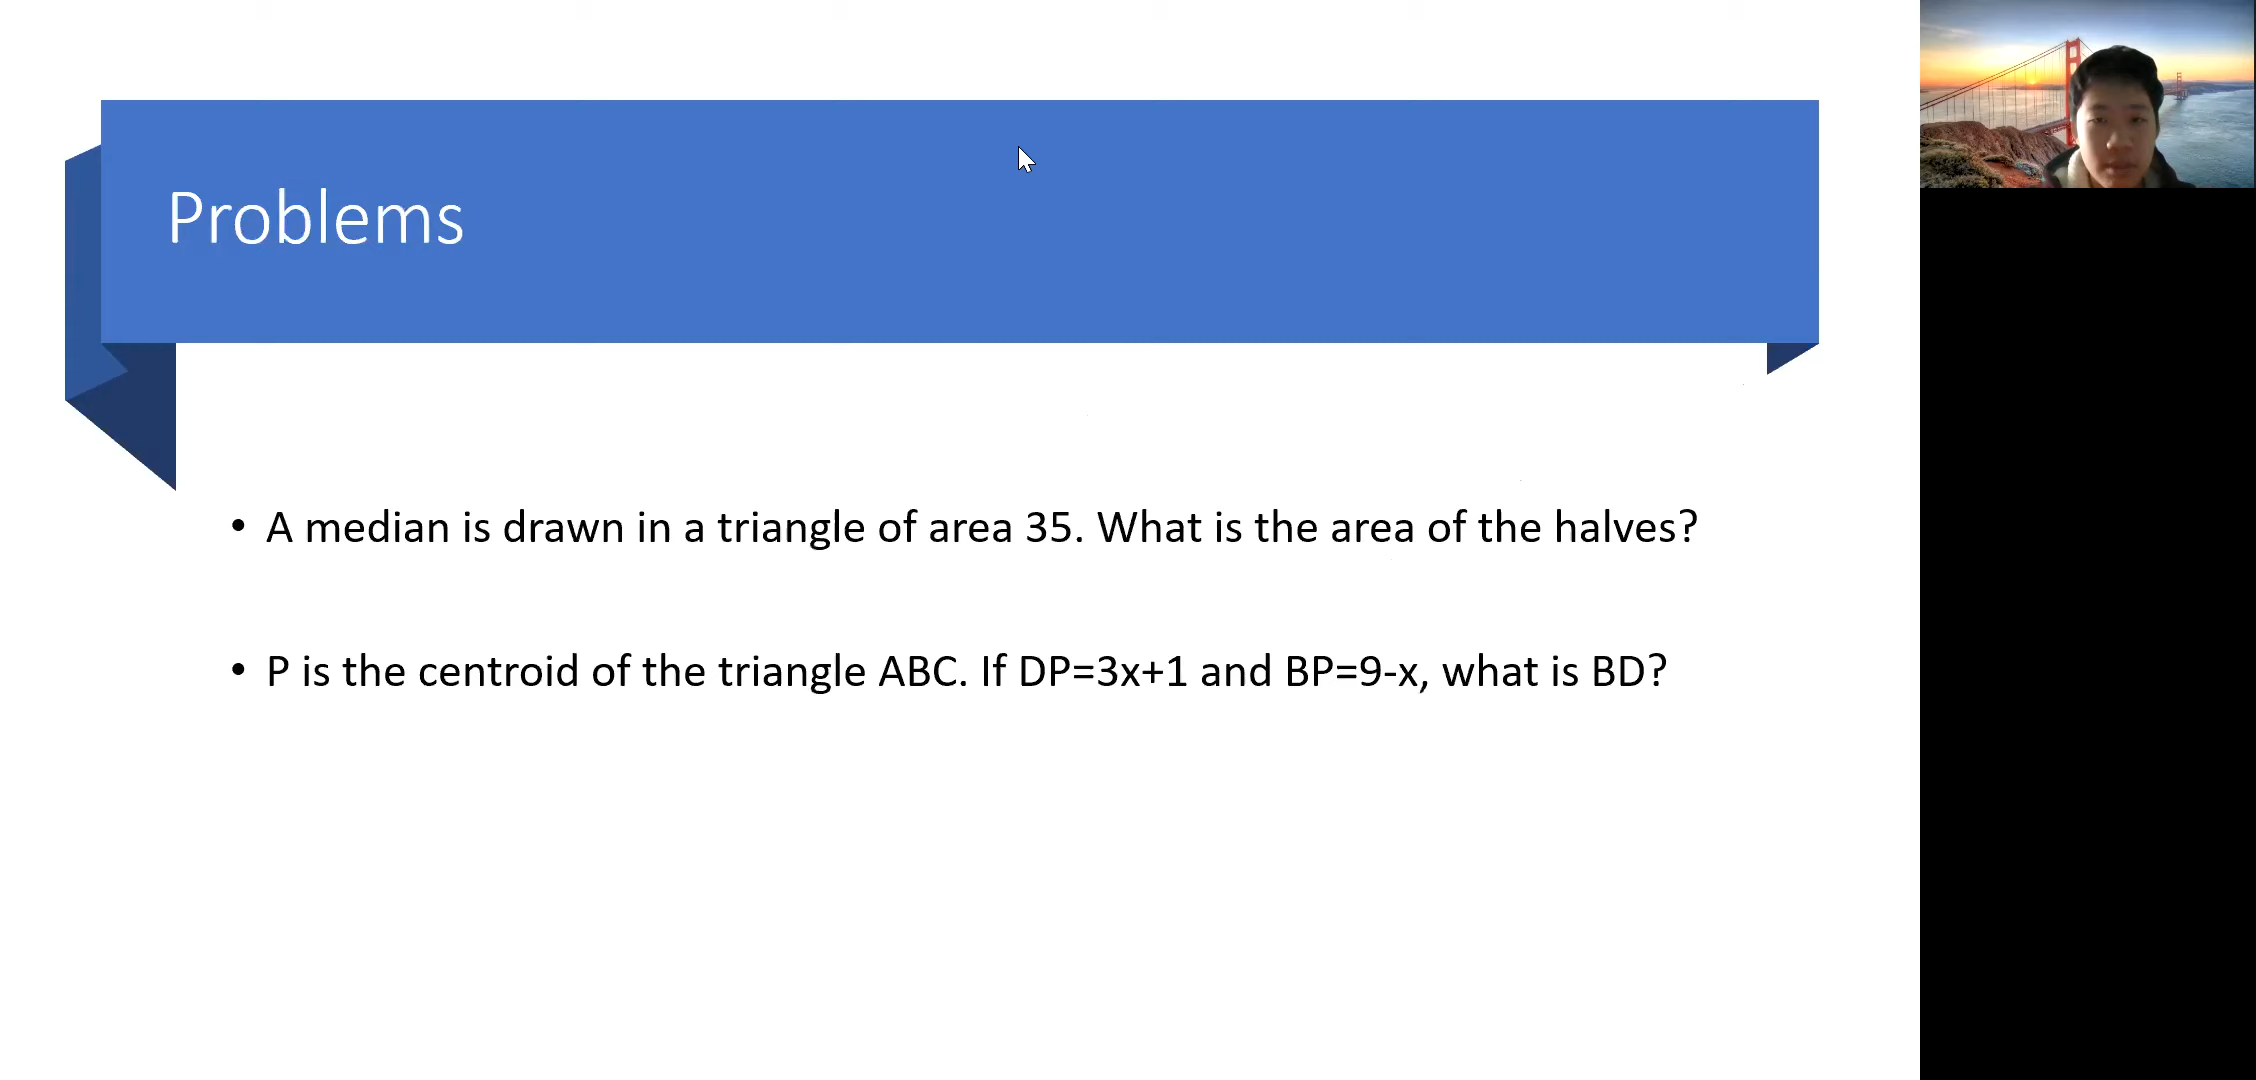 Problems
• A median is drawn in a triangle of area 35. What is the area of the halves?
• P is the centroid of the triangle ABC. If DP=3x+1 and BP=9-x, what is BD?